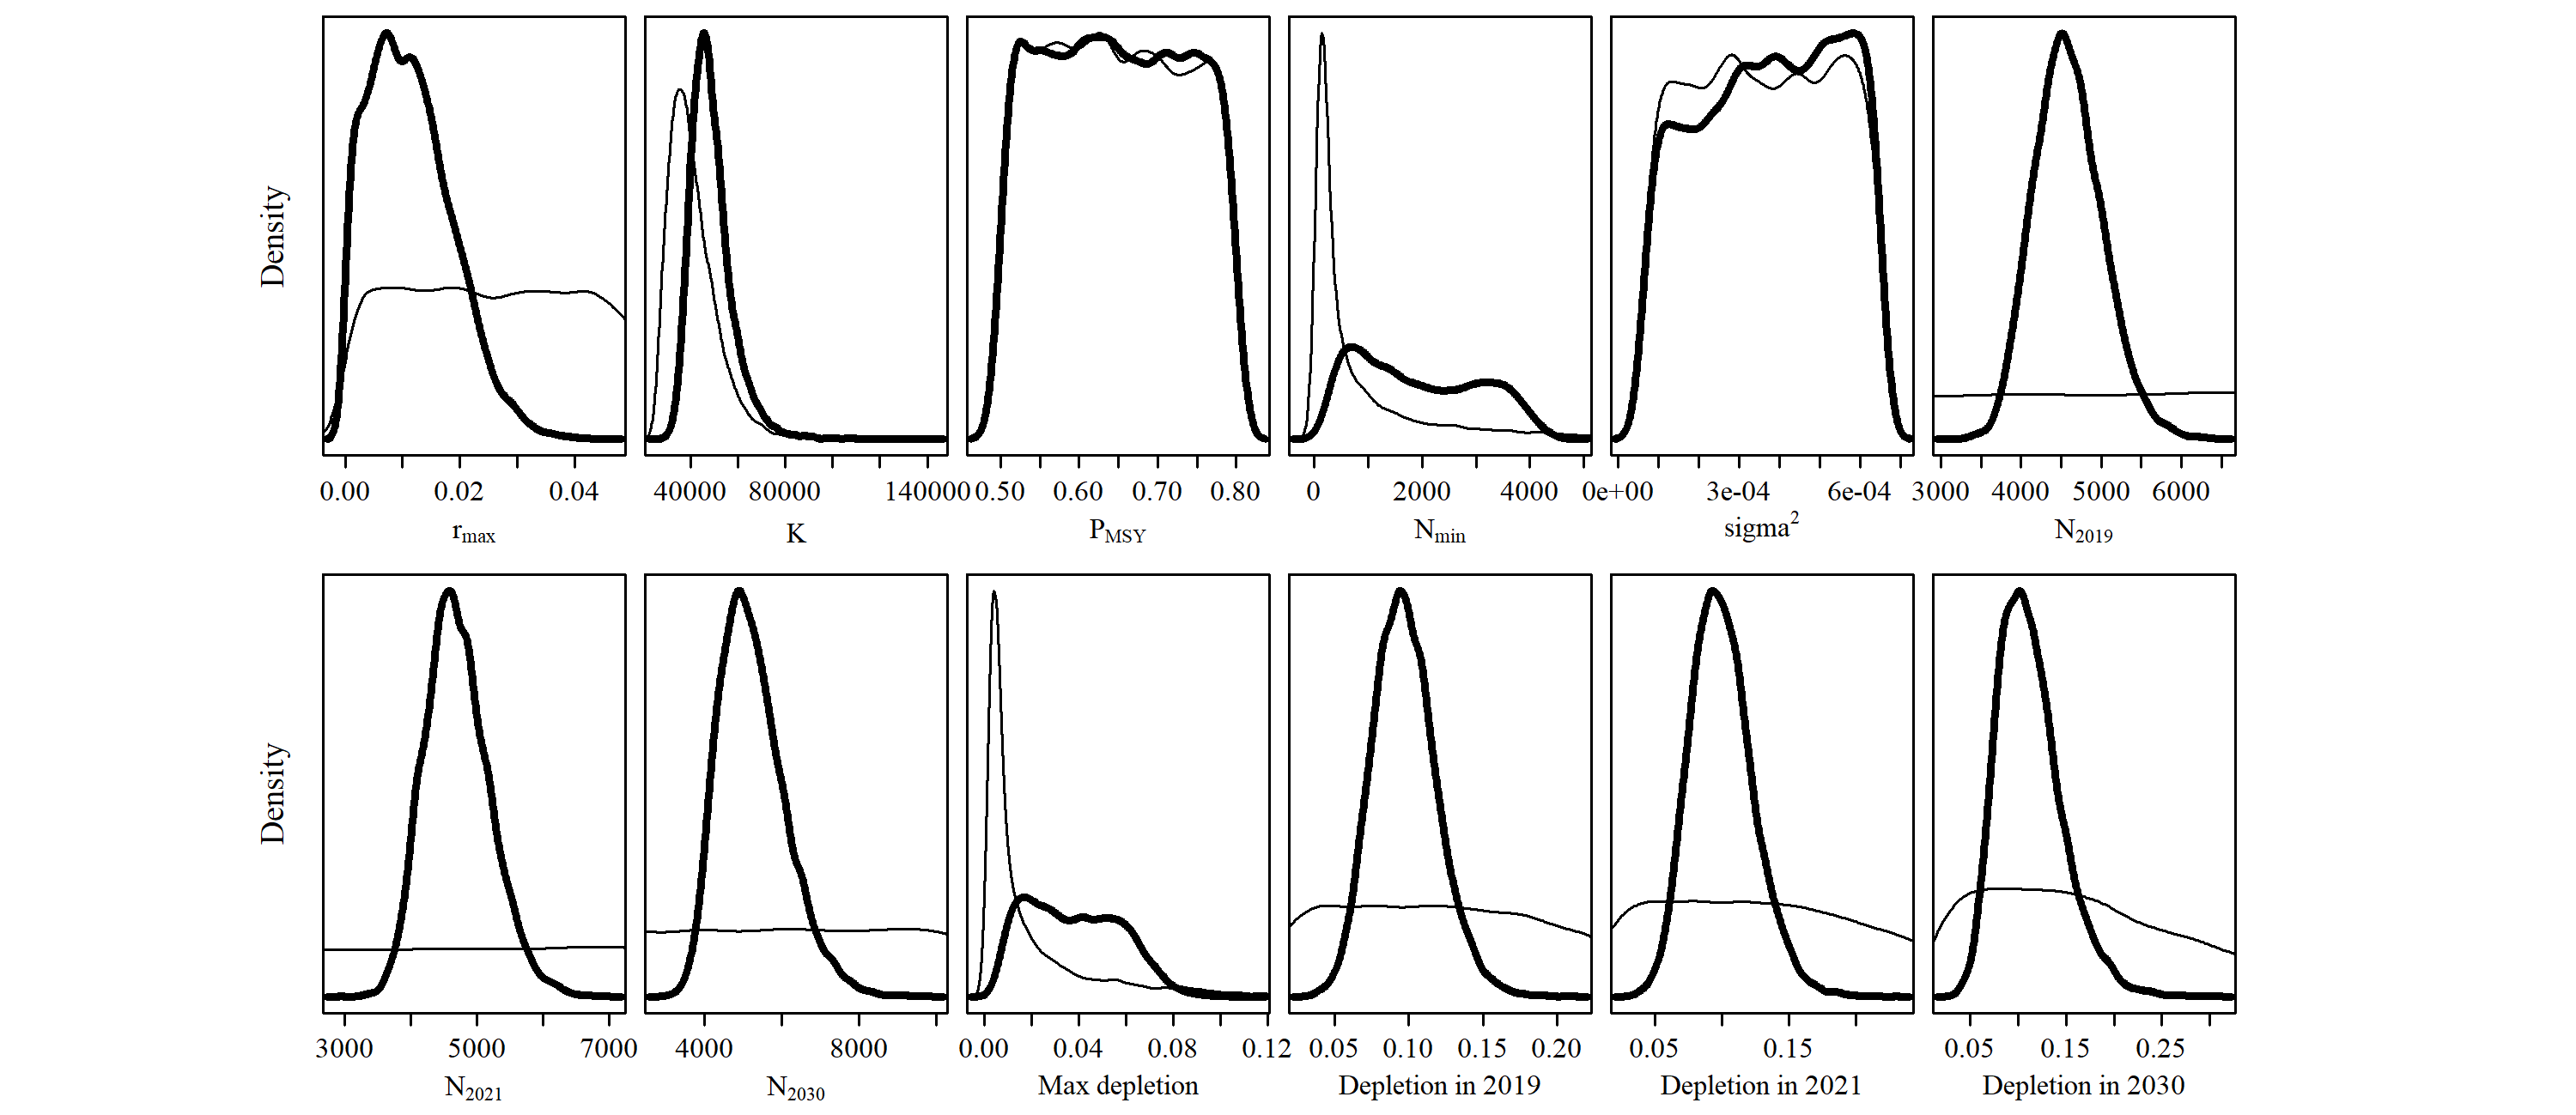 Density
0.00 0.02 0.04
r_max
40000 80000 140000
K
0.50 0.60 0.70 0.80
P_MSY
0 2000 4000
N_min
0e+00 3e-04 6e-04
sigma²
3000 4000 5000 6000
N_2019
Density
3000 5000 7000
N_2021
4000 8000
N_2030
0.00 0.04 0.08 0.12
Max depletion
0.05 0.10 0.15 0.20
Depletion in 2019
0.05 0.15
Depletion in 2021
0.05 0.15 0.25
Depletion in 2030